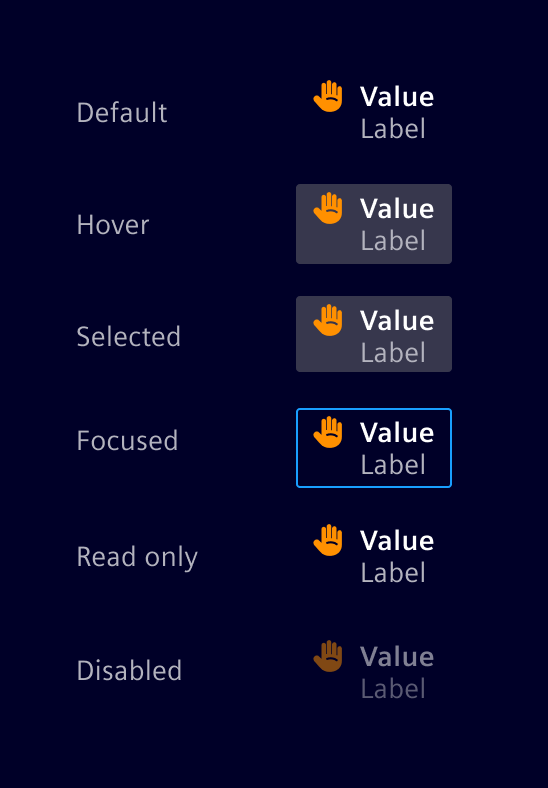 Default
Value
Label
Hover
Value
Label
Selected
Value
Label
Focused
Value
Label
Read only
Value
Label
Disabled
Value
Label